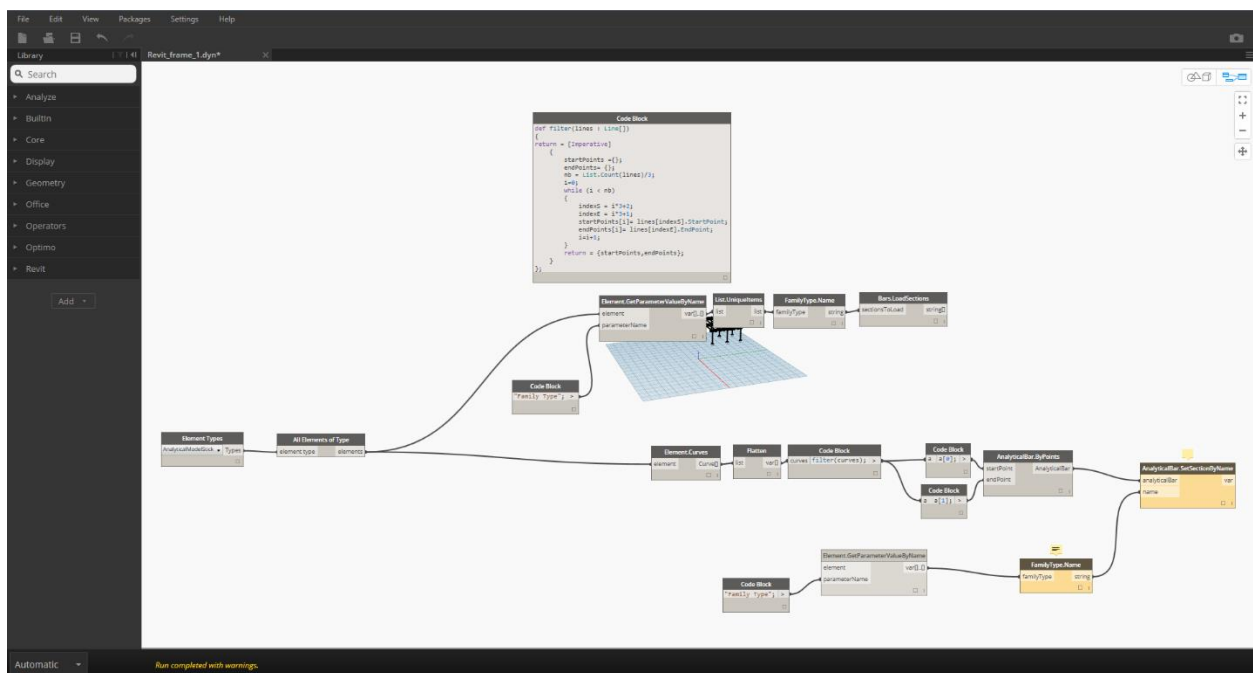 File Edit View Packages Settings Help
Library
Revit_frame_1.dyn*
Search
Analyze
BuiltIn
Core
Display
Geometry
Office
Operators
Optimo
Revit
Add
Code Block
def filter(lines : Line[])
{
return = [Imperative]
{
startPoints ={};
endPoints= {};
nb = List.Count(lines)/3;
i=0;
while (i < nb)
{
indexS = i*3+2;
indexE = i*3+1;
startPoints[i]= lines[indexS].StartPoint;
endPoints[i]= lines[indexE].EndPoint;
i=i+1;
}
return = {startPoints,endPoints};
}
};
Element.GetParameterValueByName
element var[]..[]
parameterName
List.UniqueItems
list list
FamilyType.Name
familyType string
Bars.LoadSections
sectionsToLoad string[]
Code Block
"Family Type"; >
Element Types
AnalyticalModelStick Types
All Elements of Type
element type elements
Element.Curves
element Curve[]
Flatten
list var[]
Code Block
curves filter(curves); >
Code Block
a a[0]; >
Code Block
a a[1]; >
AnalyticalBar.ByPoints
startPoint AnalyticalBar
endPoint
AnalyticalBar.SetSectionByName
analyticalBar var
name
Code Block
"Family Type"; >
Element.GetParameterValueByName
element var[]..[]
parameterName
FamilyType.Name
familyType string
Automatic
Run completed with warnings.